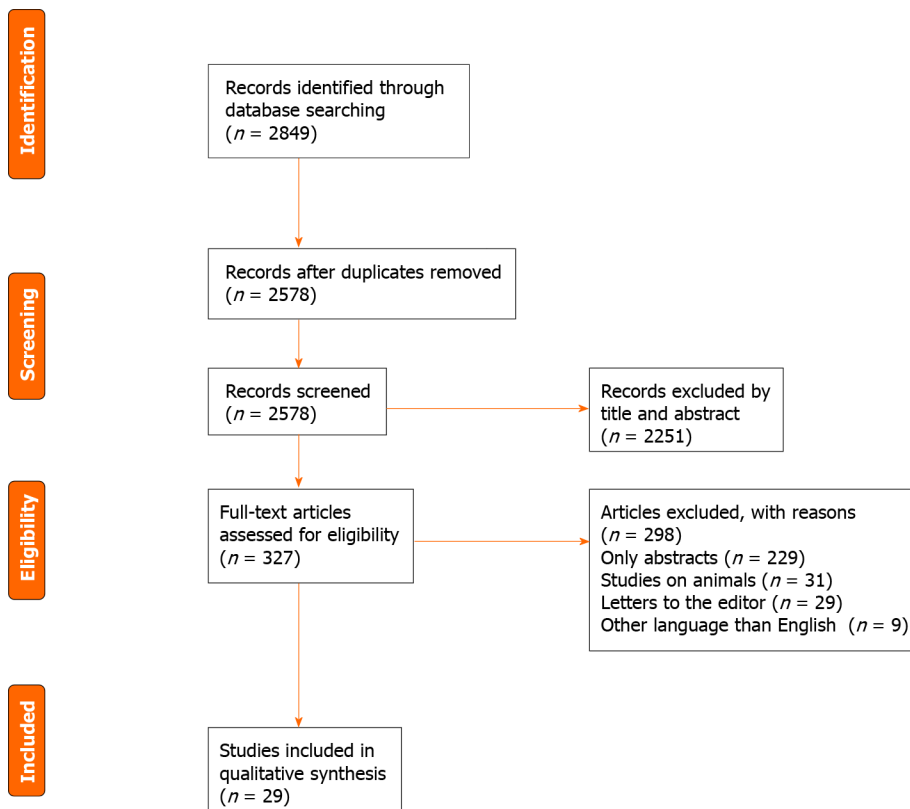 Identification
Records identified through
database searching
(n = 2849)
Records after duplicates removed
(n = 2578)
Screening
Records screened
(n = 2578)
Records excluded by
title and abstract
(n = 2251)
Eligibility
Full-text articles
assessed for eligibility
(n = 327)
Articles excluded, with reasons
(n = 298)
Only abstracts (n = 229)
Studies on animals (n = 31)
Letters to the editor (n = 29)
Other language than English (n = 9)
Included
Studies included in
qualitative synthesis
(n = 29)